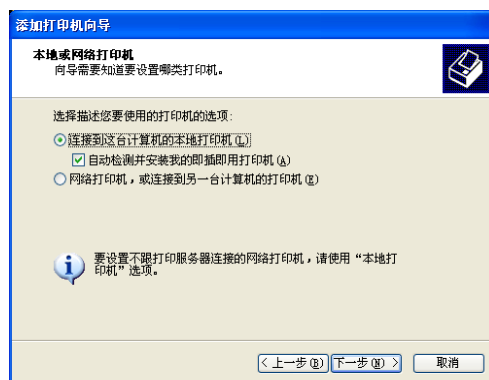 添加打印机向导
本地或网络打印机
向导需要知道要设置哪类打印机。
选择描述您要使用的打印机的选项:
连接到这台计算机的本地打印机(L)
自动检测并安装我的即插即用打印机(A)
网络打印机，或连接到另一台计算机的打印机(E)
要设置不跟打印服务器连接的网络打印机，请使用“本地打
印机”选项。
< 上一步(B) 下一步(N) > 取消